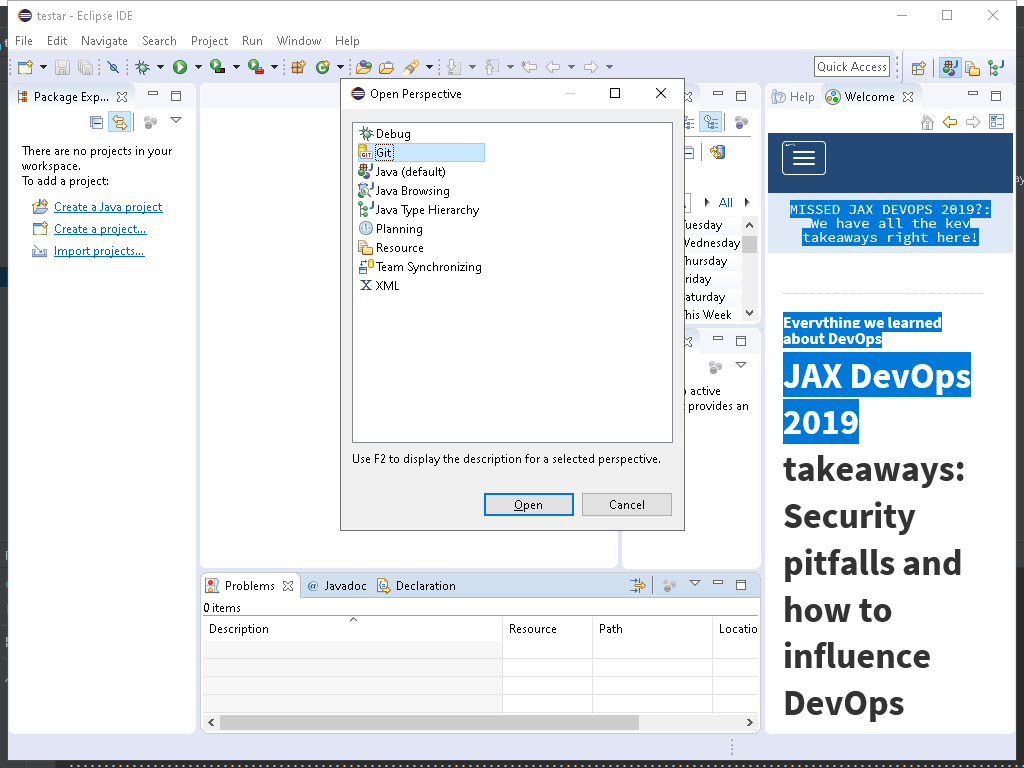 testar - Eclipse IDE
File Edit Navigate Search Project Run Window Help
Quick Access
Package Exp...
There are no projects in your
workspace.
To add a project:
Create a Java project
Create a project...
Import projects...
Open Perspective
Debug
GIT
Git
Java (default)
Java Browsing
Java Type Hierarchy
Planning
Resource
Team Synchronizing
XML
Use F2 to display the description for a selected perspective.
Open Cancel
All
uesday
Vednesday
hursday
riday
aturday
his Week
active
provides an
Problems @ Javadoc Declaration
0 items
Description Resource Path Locatio
Help Welcome
MISSED JAX DEVOPS 2019?:
We have all the key
takeaways right here!
Everything we learned
about DevOps
JAX DevOps
2019
takeaways:
Security
pitfalls and
how to
influence
DevOps